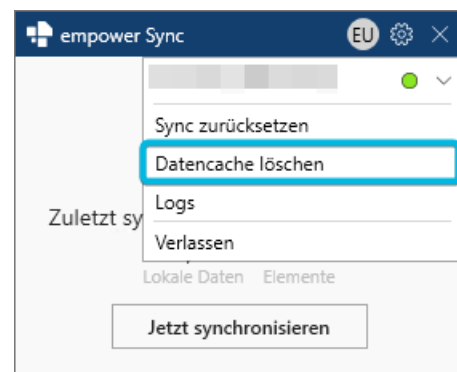 empower Sync EU
Sync zurücksetzen
Datencache löschen
Logs
Zuletzt sy
Verlassen
Lokale Daten Elemente
Jetzt synchronisieren